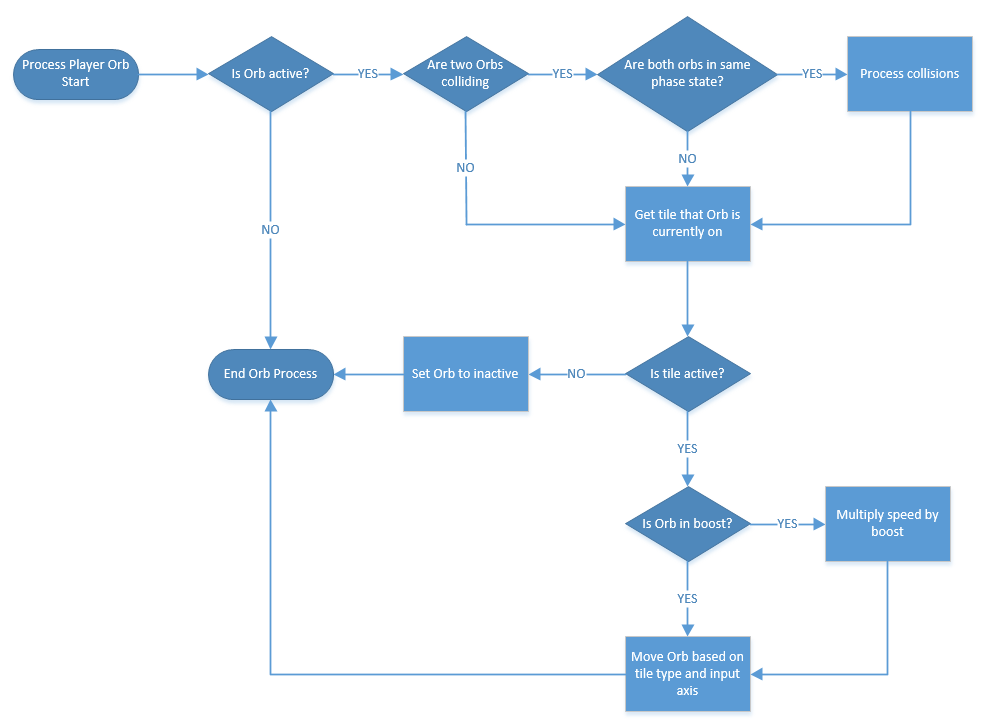 Process Player Orb
Start
Is Orb active?
YES
Are two Orbs
colliding
YES
Are both orbs in same
phase state?
YES
Process collisions
NO
NO
NO
Get tile that Orb is
currently on
End Orb Process
Set Orb to inactive
NO
Is tile active?
YES
Is Orb in boost?
YES
Multiply speed by
boost
YES
Move Orb based on
tile type and input
axis